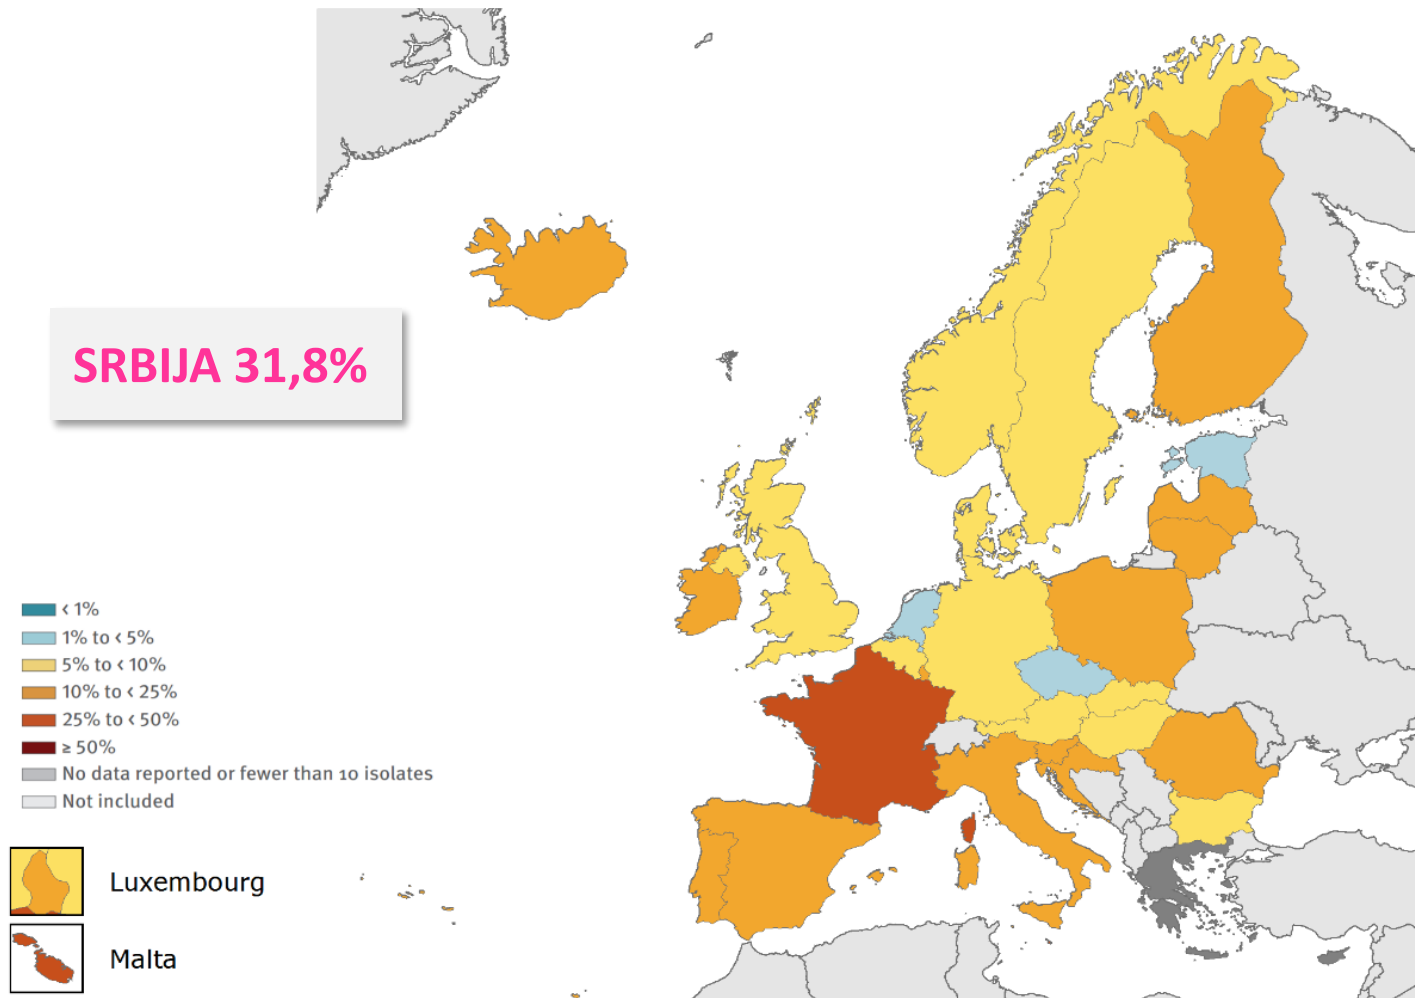 SRBIJA 31,8%
< 1%
1% to < 5%
5% to < 10%
10% to < 25%
25% to < 50%
≥ 50%
No data reported or fewer than 10 isolates
Not included
Luxembourg
Malta